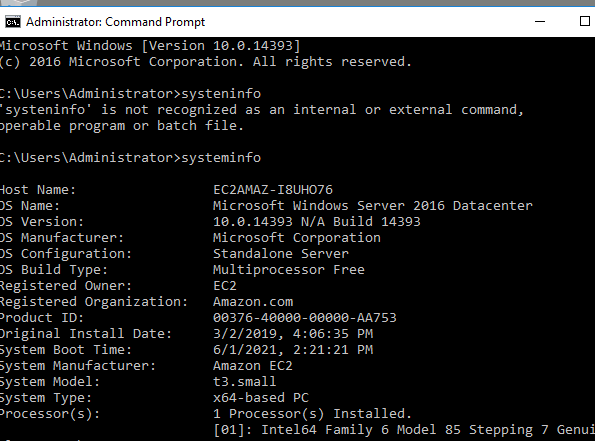 Administrator: Command Prompt
Microsoft Windows [Version 10.0.14393]
(c) 2016 Microsoft Corporation. All rights reserved.
C:\Users\Administrator>systeninfo
'systeninfo' is not recognized as an internal or external command,
operable program or batch file.
C:\Users\Administrator>systeminfo
Host Name: EC2AMAZ-I8UHO76
OS Name: Microsoft Windows Server 2016 Datacenter
OS Version: 10.0.14393 N/A Build 14393
OS Manufacturer: Microsoft Corporation
OS Configuration: Standalone Server
OS Build Type: Multiprocessor Free
Registered Owner: EC2
Registered Organization: Amazon.com
Product ID: 00376-40000-00000-AA753
Original Install Date: 3/2/2019, 4:06:35 PM
System Boot Time: 6/1/2021, 2:21:21 PM
System Manufacturer: Amazon EC2
System Model: t3.small
System Type: x64-based PC
Processor(s): 1 Processor(s) Installed.
[01]: Intel64 Family 6 Model 85 Stepping 7 Genui